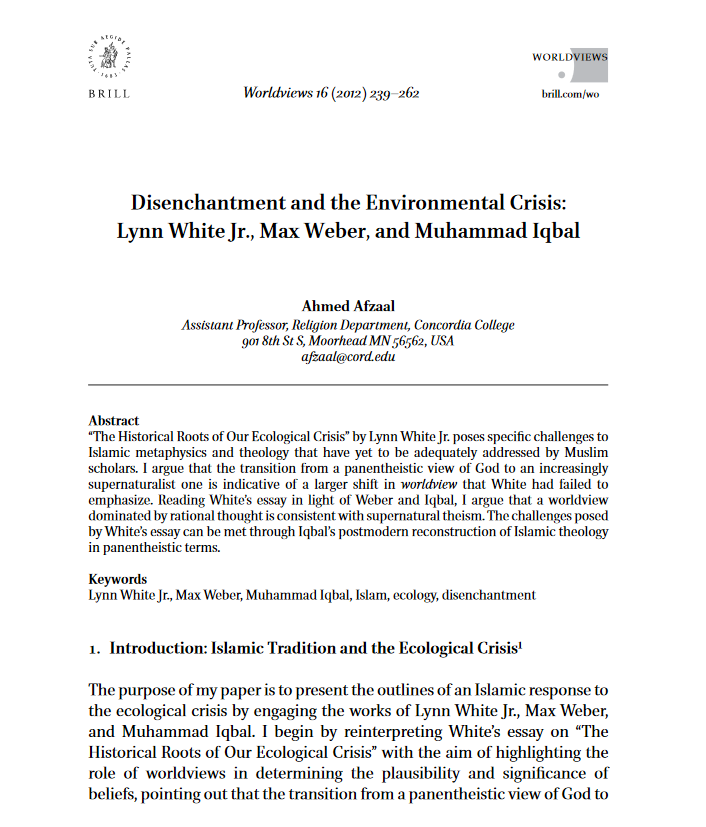 TUTA SUB AEGIDE PALLAS
1683
BRILL
Worldviews 16 (2012) 239–262
WORLDVIEWS
brill.com/wo
Disenchantment and the Environmental Crisis:
Lynn White Jr., Max Weber, and Muhammad Iqbal
Ahmed Afzaal
Assistant Professor, Religion Department, Concordia College
901 8th St S, Moorhead MN 56562, USA
afzaal@cord.edu
Abstract
“The Historical Roots of Our Ecological Crisis” by Lynn White Jr. poses specific challenges to
Islamic metaphysics and theology that have yet to be adequately addressed by Muslim
scholars. I argue that the transition from a panentheistic view of God to an increasingly
supernaturalist one is indicative of a larger shift in worldview that White had failed to
emphasize. Reading White’s essay in light of Weber and Iqbal, I argue that a worldview
dominated by rational thought is consistent with supernatural theism. The challenges posed
by White’s essay can be met through Iqbal’s postmodern reconstruction of Islamic theology
in panentheistic terms.
Keywords
Lynn White Jr., Max Weber, Muhammad Iqbal, Islam, ecology, disenchantment
1. Introduction: Islamic Tradition and the Ecological Crisis¹
The purpose of my paper is to present the outlines of an Islamic response to
the ecological crisis by engaging the works of Lynn White Jr., Max Weber,
and Muhammad Iqbal. I begin by reinterpreting White’s essay on “The
Historical Roots of Our Ecological Crisis” with the aim of highlighting the
role of worldviews in determining the plausibility and significance of
beliefs, pointing out that the transition from a panentheistic view of God to